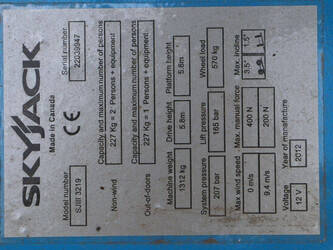 SKYJACK
Made in Canada
CE
Model number
SJIII 3219
Serial number
22039947
Capacity and maximum number of persons
227 Kg = 2 Persons + equipment
Non-wind
Capacity and maximum number of persons
227 Kg = 1 Persons + equipment
Out-of-doors
Machine weight
1312kg
Drive height
5.8m
Platform height
5.8m
System pressure
207 bar
Lift pressure
165 bar
Wheel load
570 kg
Max wind speed
0 m/s
9.4 m/s
Max. manual force
400 N
200 N
Max. incline
3.5°
1.5°
Voltage
12 V
Year of manufacture
2012